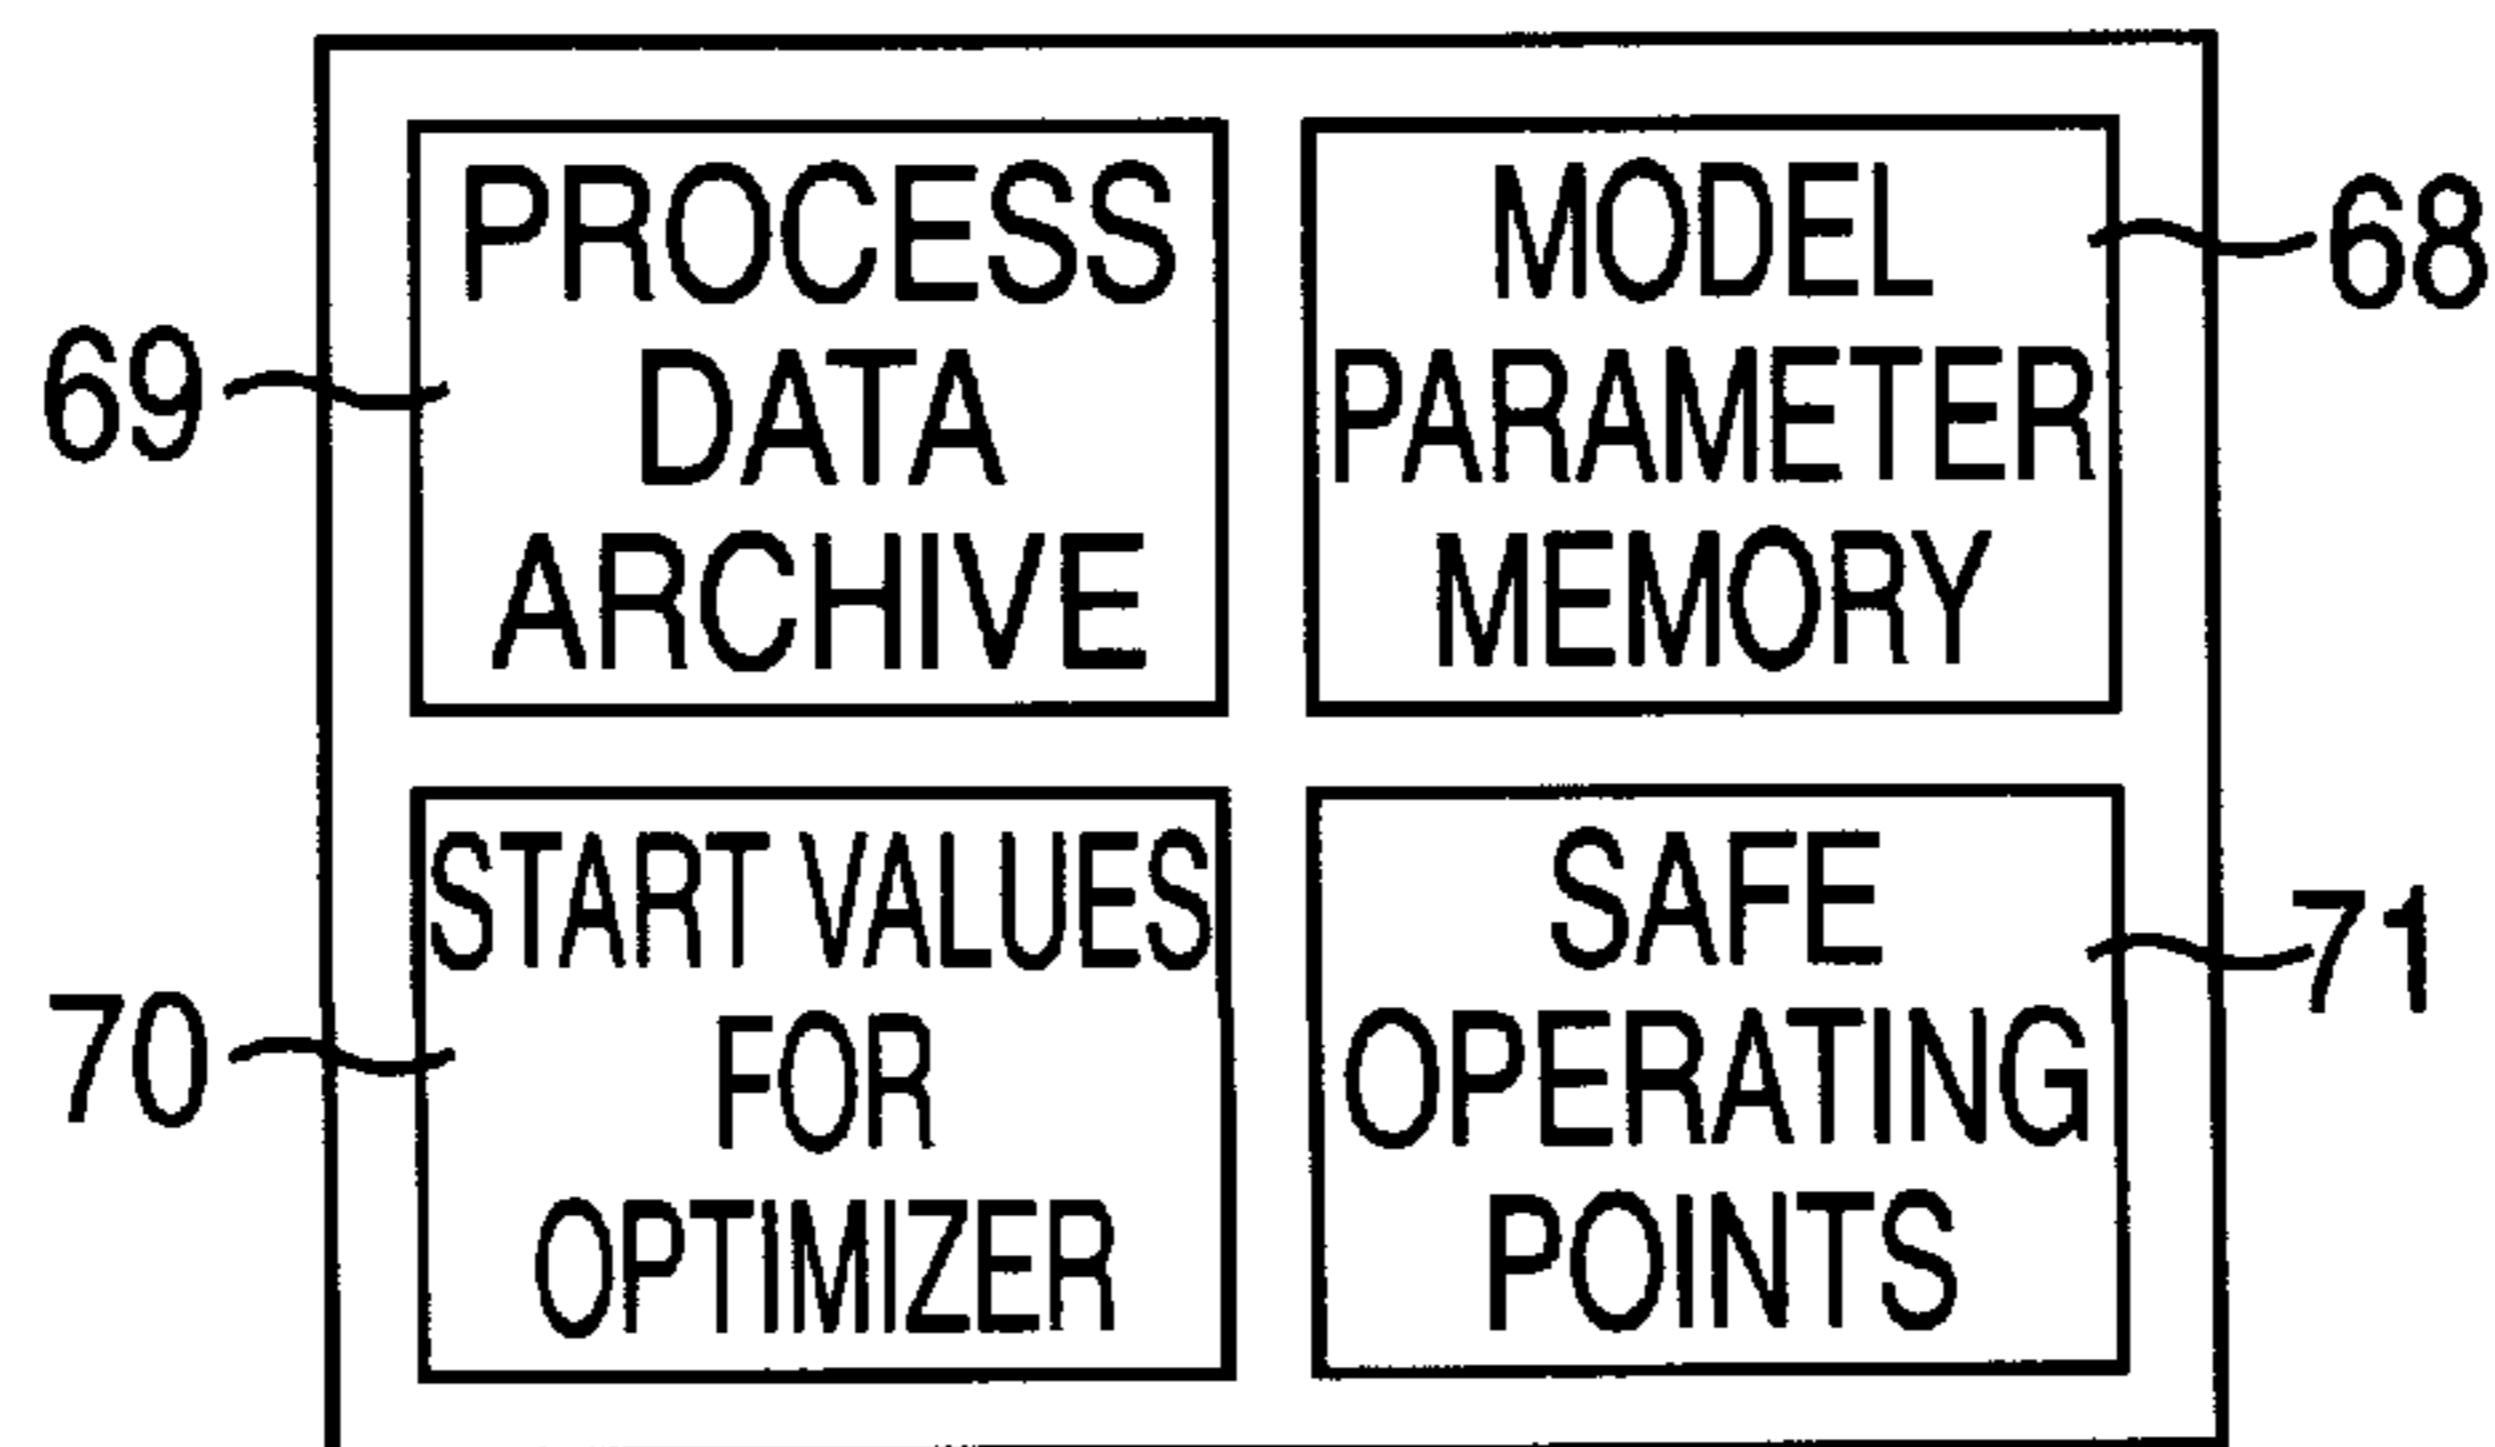 PROCESS
DATA
ARCHIVE
69
MODEL
PARAMETER
MEMORY
68
START VALUES
FOR
OPTIMIZER
70
SAFE
OPERATING
POINTS
71